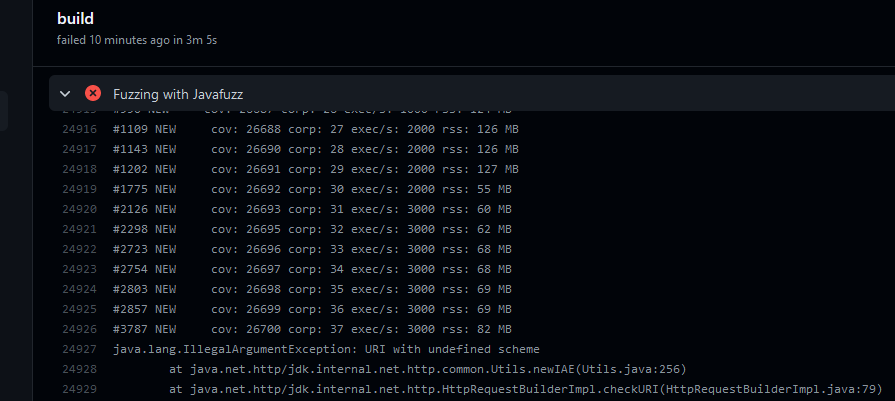 build
failed 10 minutes ago in 3m 5s
Fuzzing with Javafuzz
24916 #1109 NEW cov: 26688 corp: 27 exec/s: 2000 rss: 126 MB
24917 #1143 NEW cov: 26690 corp: 28 exec/s: 2000 rss: 126 MB
24918 #1202 NEW cov: 26691 corp: 29 exec/s: 2000 rss: 127 MB
24919 #1775 NEW cov: 26692 corp: 30 exec/s: 2000 rss: 55 MB
24920 #2126 NEW cov: 26693 corp: 31 exec/s: 3000 rss: 60 MB
24921 #2298 NEW cov: 26695 corp: 32 exec/s: 3000 rss: 62 MB
24922 #2723 NEW cov: 26696 corp: 33 exec/s: 3000 rss: 68 MB
24923 #2754 NEW cov: 26697 corp: 34 exec/s: 3000 rss: 68 MB
24924 #2803 NEW cov: 26698 corp: 35 exec/s: 3000 rss: 69 MB
24925 #2857 NEW cov: 26699 corp: 36 exec/s: 3000 rss: 69 MB
24926 #3787 NEW cov: 26700 corp: 37 exec/s: 3000 rss: 82 MB
24927 java.lang.IllegalArgumentException: URI with undefined scheme
24928 at java.net.http/jdk.internal.net.http.common.Utils.newIAE(Utils.java:256)
24929 at java.net.http/jdk.internal.net.http.HttpRequestBuilderImpl.checkURI(HttpRequestBuilderImpl.java:79)